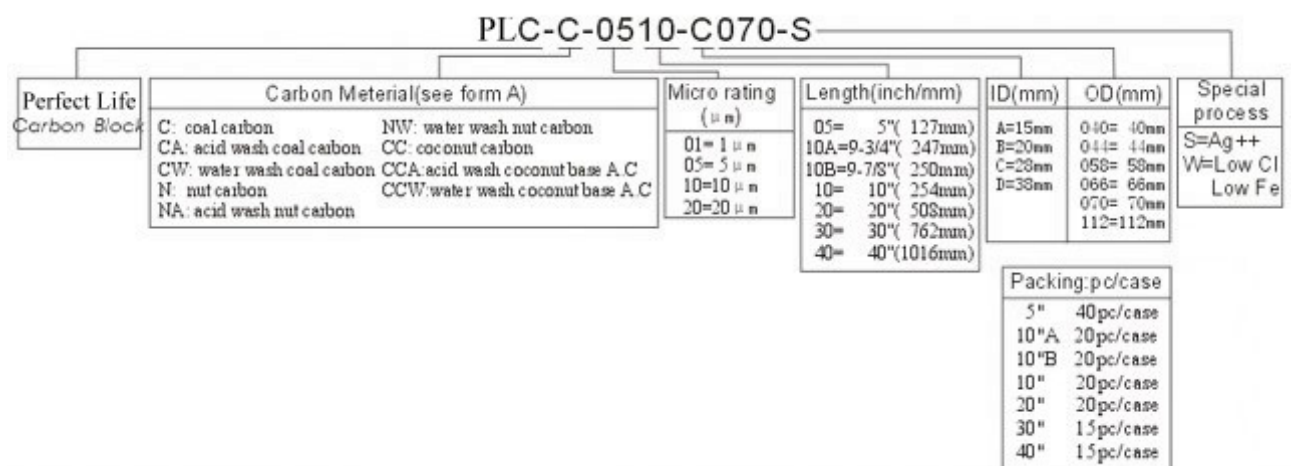 PLC-C-0510-C070-S
Perfect Life
Carbon Block
Carbon Meterial(see form A)
C: coal carbon
CA: acid wash coal carbon
CW: water wash coal carbon
N: nut carbon
NA: acid wash nut carbon
NW: water wash nut carbon
CC: coconut carbon
CCA:acid wash coconut base A.C
CCW:water wash coconut base A.C
Micro rating
(μm)
01= 1 μm
05= 5 μm
10=10 μm
20=20 μm
Length(inch/mm)
05= 5"( 127mm)
10A=9-3/4"( 247mm)
10B=9-7/8"( 250mm)
10= 10"( 254mm)
20= 20"( 508mm)
30= 30"( 762mm)
40= 40"(1016mm)
ID(mm)
A=15mm
B=20mm
C=28mm
D=38mm
OD(mm)
040= 40mm
044= 44mm
058= 58mm
066= 66mm
070= 70mm
112=112mm
Special
process
S=Ag++
W=Low Cl
Low Fe
Packing:pc/case
5" 40pc/case
10"A 20pc/case
10"B 20pc/case
10" 20pc/case
20" 20pc/case
30" 15pc/case
40" 15pc/case